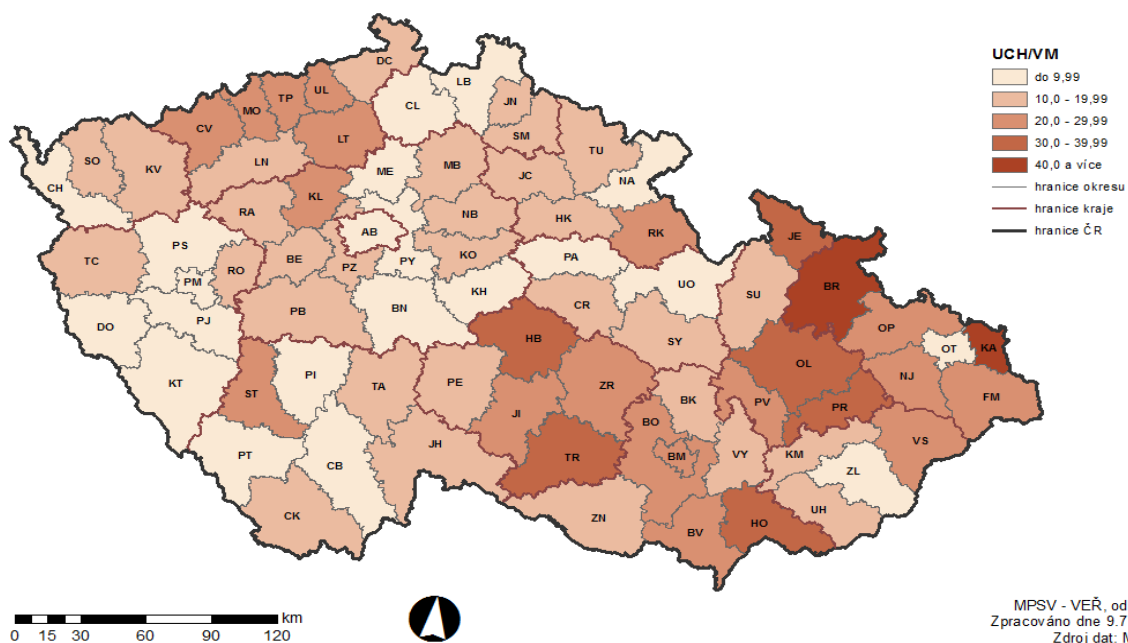 UCH/VM
do 9,99
10,0 - 19,99
20,0 - 29,99
30,0 - 39,99
40,0 a více
hranice okresu
hranice kraje
hranice ČR
DC
LB
UL
TP
MO
CL
JN
CV
LT
SM
TU
SO
KV
LN
ME
MB
JC
CH
NA
KL
RA
NB
HK
AB
RK
JE
PS
TC
RO
BE
PZ
PY
KO
PA
PM
KH
UO
SU
BR
DO
PJ
PB
BN
CR
OP
HB
SY
OT
KA
KT
PI
TA
PE
ZR
OL
NJ
ST
BK
PV
PR
FM
JI
BO
VS
PT
CB
JH
TR
BM
VY
KM
ZL
CK
ZN
HO
UH
BV
km
0 15 30 60 90 120
MPSV - VEŘ, od
Zpracováno dne 9.7
Zdroj dat: M